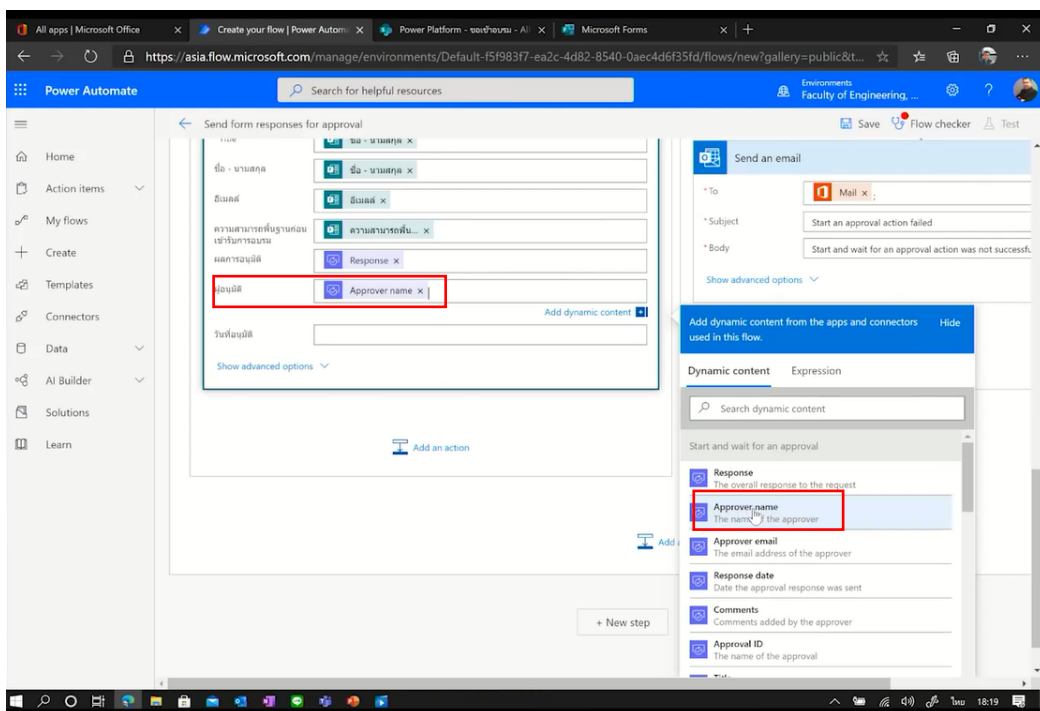 All apps | Microsoft Office
Create your flow | Power Autom
Power Platform - ขอเข้าอบรม - All
Microsoft Forms
https://asia.flow.microsoft.com/manage/environments/Default-f5f983f7-ea2c-4d82-8540-0aec4d6f35fd/flows/new?gallery=public&t...
Power Automate
Search for helpful resources
Environments
Faculty of Engineering, ...
Send form responses for approval
Save
Flow checker
Test
Home
Action items
My flows
Create
Templates
Connectors
Data
AI Builder
Solutions
Learn
Title
ชื่อ - นามสกุล
ชื่อ - นามสกุล
ชื่อ - นามสกุล
อีเมลล์
อีเมลล์
ความสามารถพื้นฐานก่อน
เข้ารับการอบรม
ความสามารถพื้น...
ผลการอนุมัติ
Response
ผู้อนุมัติ
Approver name
Add dynamic content
วันที่อนุมัติ
Show advanced options
Add an action
Send an email
* To
Mail
;
* Subject
Start an approval action failed
* Body
Start and wait for an approval action was not successfu
Show advanced options
Add dynamic content from the apps and connectors
used in this flow.
Hide
Dynamic content
Expression
Search dynamic content
Start and wait for an approval
Response
The overall response to the request
Approver name
The name of the approver
Approver email
The email address of the approver
Response date
Date the approval response was sent
Comments
Comments added by the approver
Approval ID
The name of the approval
Add
+ New step
ไทย
18:19